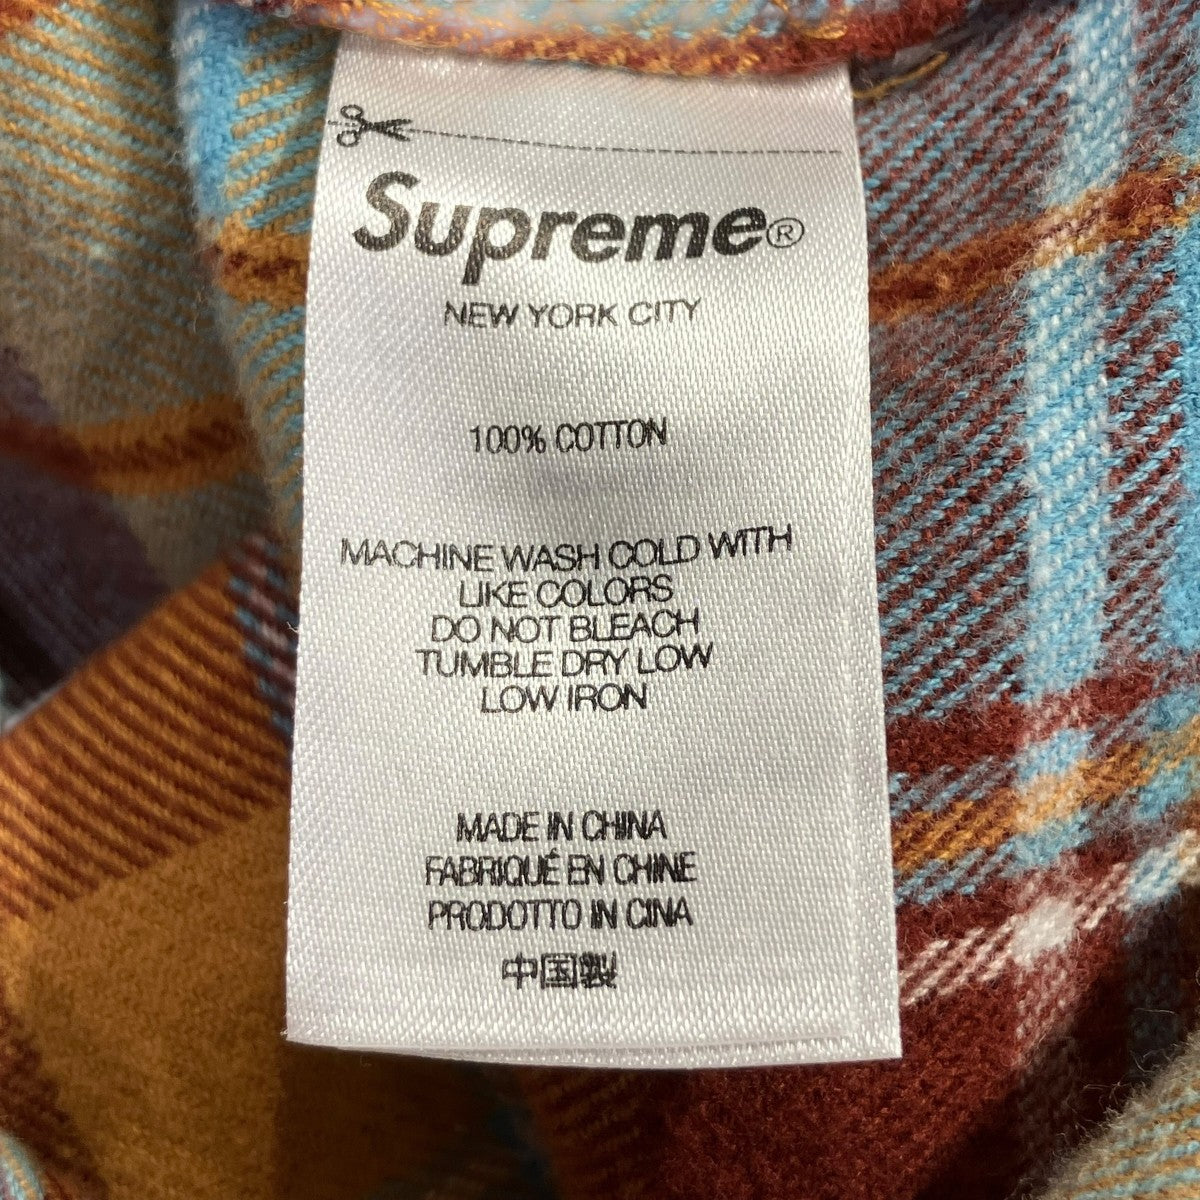 Supreme®
NEW YORK CITY
100% COTTON
MACHINE WASH COLD WITH
LIKE COLORS
DO NOT BLEACH
TUMBLE DRY LOW
LOW IRON
MADE IN CHINA
FABRIQUÉ EN CHINE
PRODOTTO IN CINA
中国製